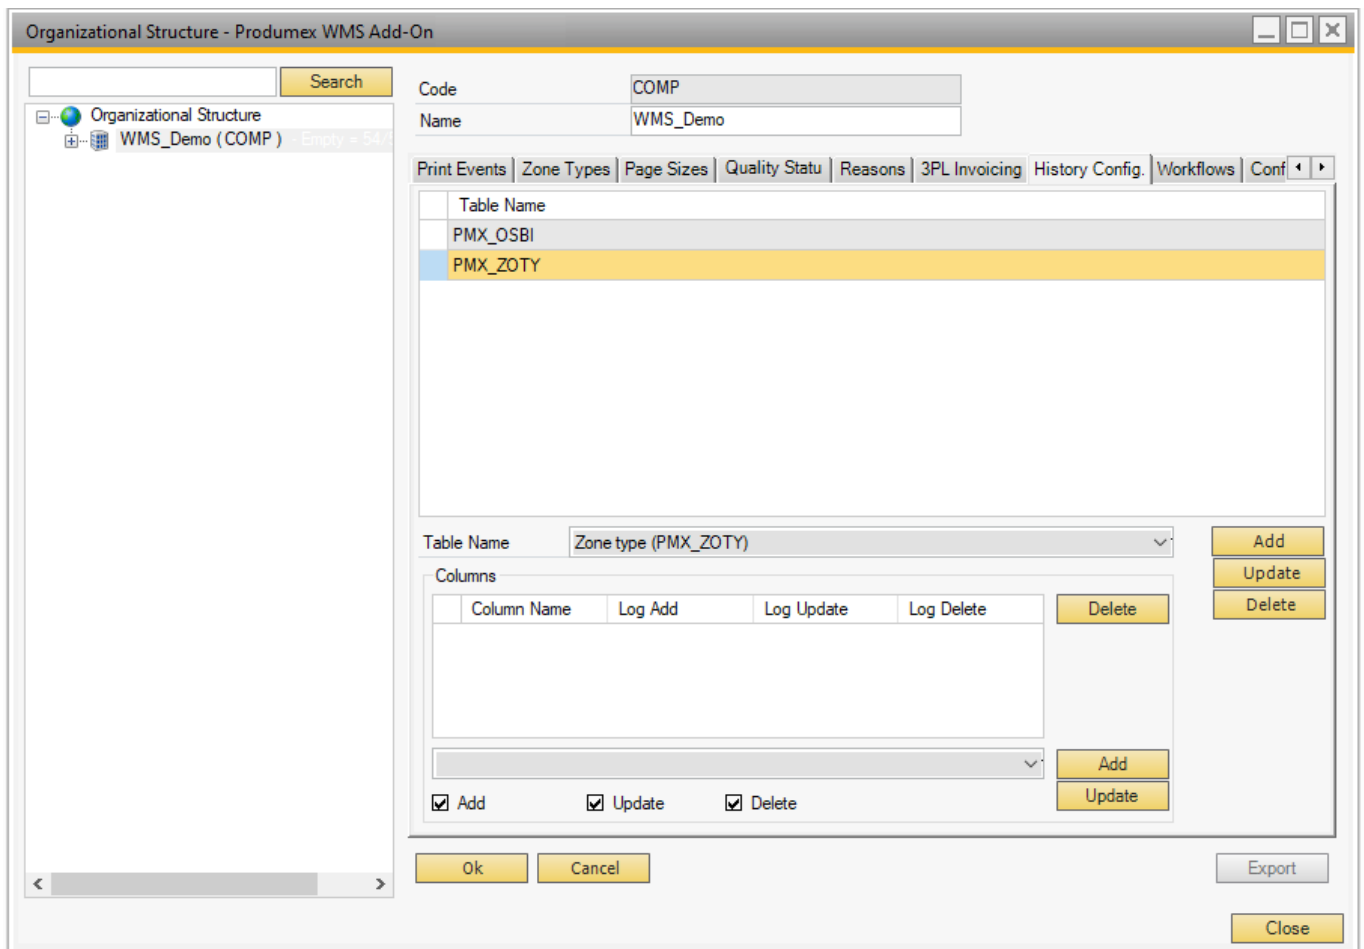 Organizational Structure - Produmex WMS Add-On
Search
Organizational Structure
WMS_Demo ( COMP ) - Empty = 54/
Code COMP
Name WMS_Demo
Print Events Zone Types Page Sizes Quality Statu Reasons 3PL Invoicing History Config. Workflows Conf
Table Name
PMX_OSBI
PMX_ZOTY
Table Name Zone type (PMX_ZOTY) Add
Update
Delete
Columns
Column Name Log Add Log Update Log Delete Delete
Add
Update
Add Update Delete
Ok Cancel Export
Close